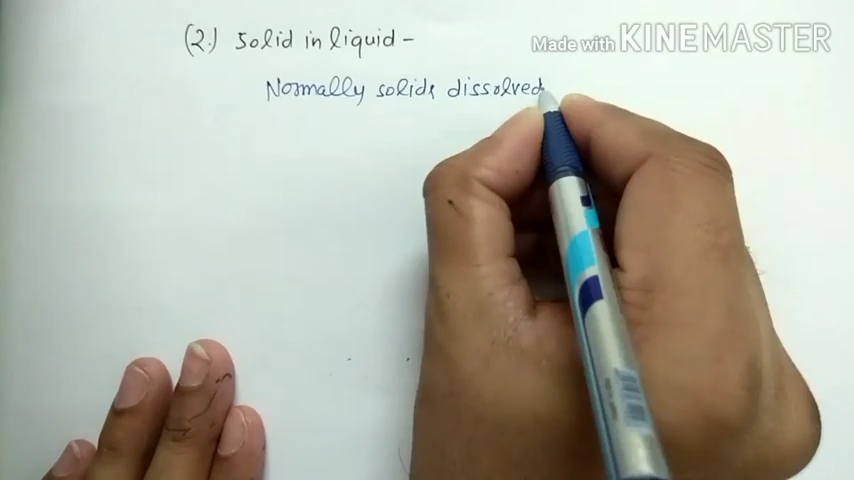 (2.) Solid in liquid -
Made with KINEMASTER
Normally solids dissolved